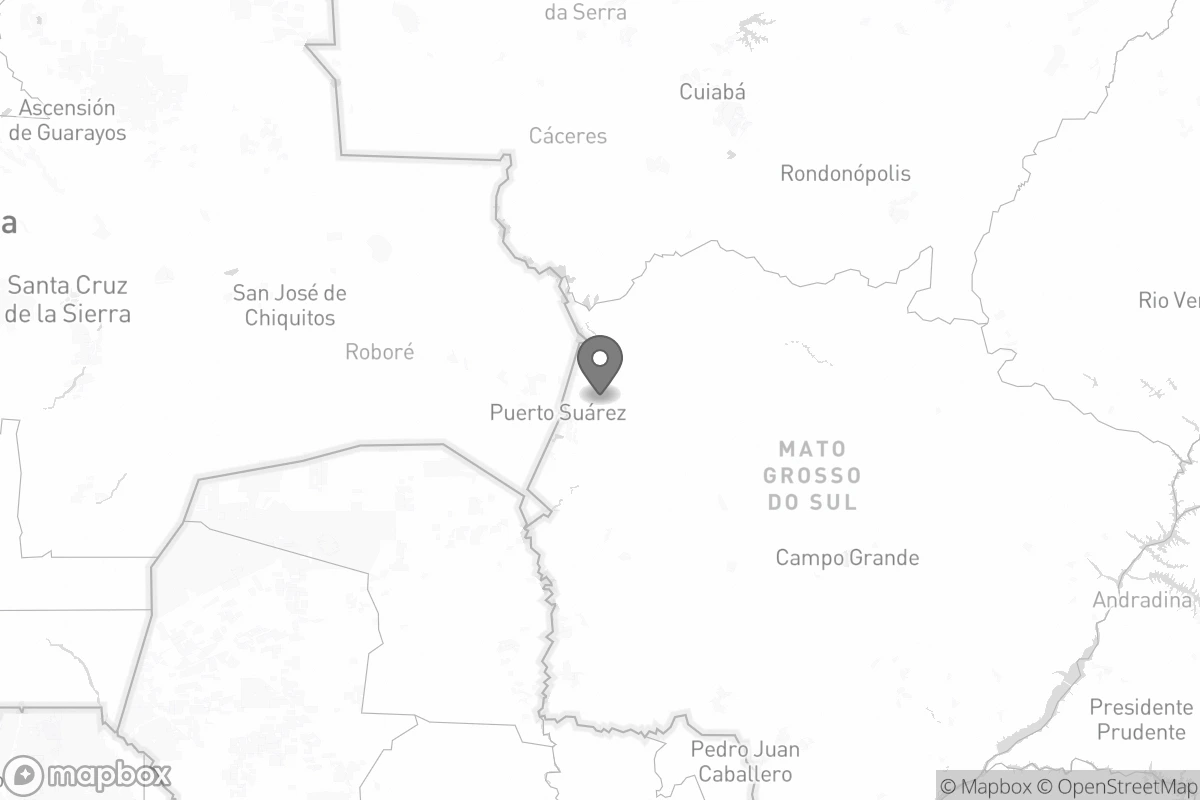 da Serra
Cuiabá
Ascensión
de Guarayos
Cáceres
Rondonópolis
a
Santa Cruz
de la Sierra
San José de
Chiquitos
Rio Ver
Roboré
Puerto Suárez
MATO
GROSSO
DO SUL
Campo Grande
Andradina
Presidente
Prudente
Pedro Juan
Caballero
mapbox
© Mapbox © OpenStreetMap